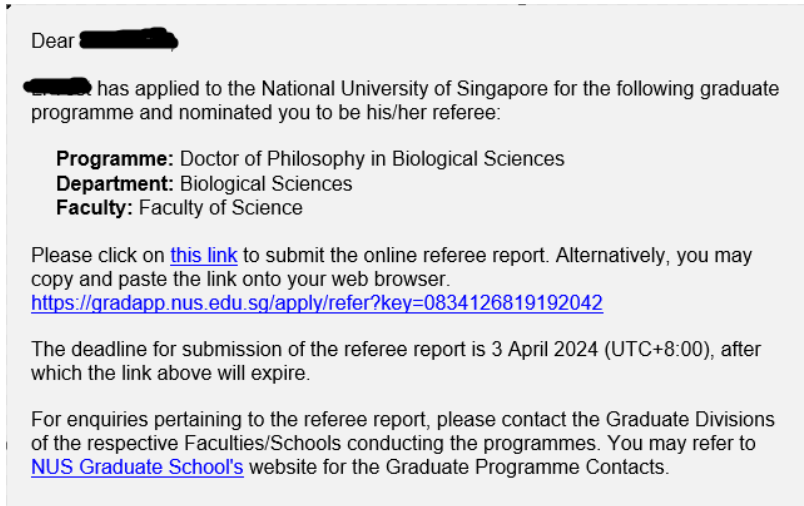 Dear
has applied to the National University of Singapore for the following graduate
programme and nominated you to be his/her referee:
Programme: Doctor of Philosophy in Biological Sciences
Department: Biological Sciences
Faculty: Faculty of Science
Please click on this link to submit the online referee report. Alternatively, you may
copy and paste the link onto your web browser.
https://gradapp.nus.edu.sg/apply/refer?key=0834126819192042
The deadline for submission of the referee report is 3 April 2024 (UTC+8:00), after
which the link above will expire.
For enquiries pertaining to the referee report, please contact the Graduate Divisions
of the respective Faculties/Schools conducting the programmes. You may refer to
NUS Graduate School's website for the Graduate Programme Contacts.